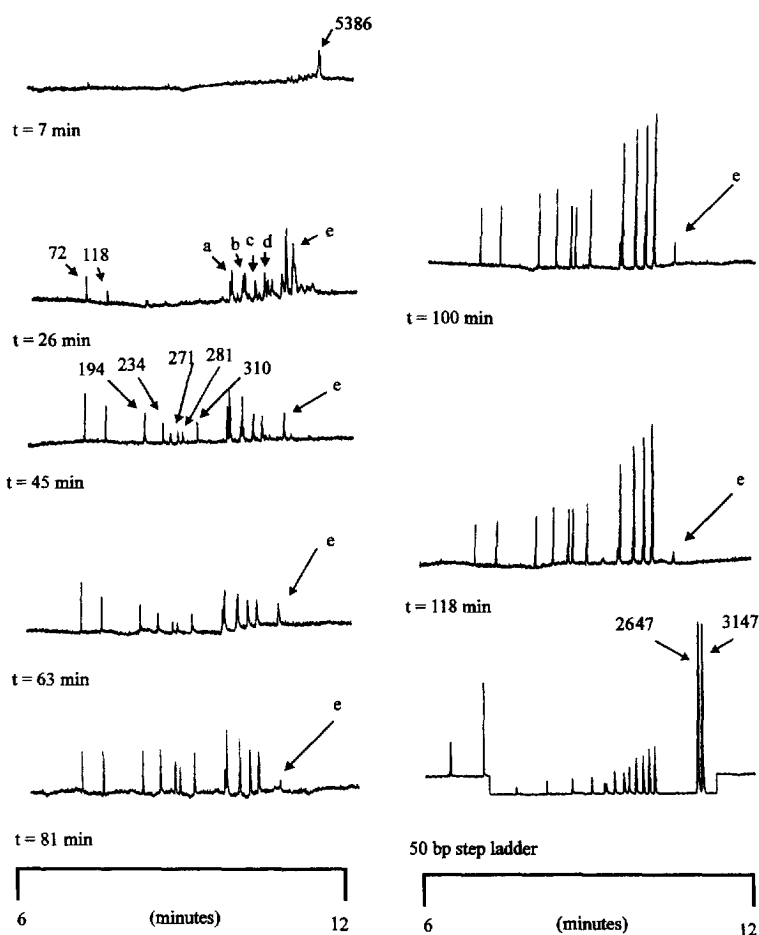 5386
t = 7 min
72 118 a b c d e
t = 26 min
194 234 271 281 310 e
t = 45 min
e
t = 63 min
e
t = 81 min
6 (minutes) 12
e
t = 100 min
e
t = 118 min
2647 3147
50 bp step ladder
6 (minutes) 12